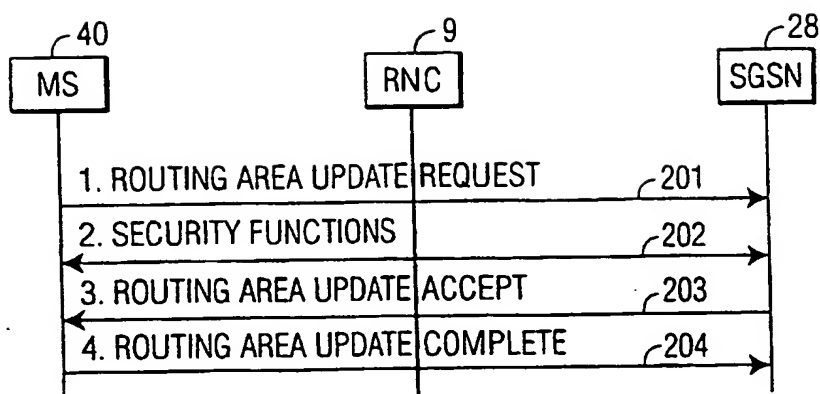 40
9
28
MS
RNC
SGSN
1. ROUTING AREA UPDATE REQUEST
201
2. SECURITY FUNCTIONS
202
3. ROUTING AREA UPDATE ACCEPT
203
4. ROUTING AREA UPDATE COMPLETE
204